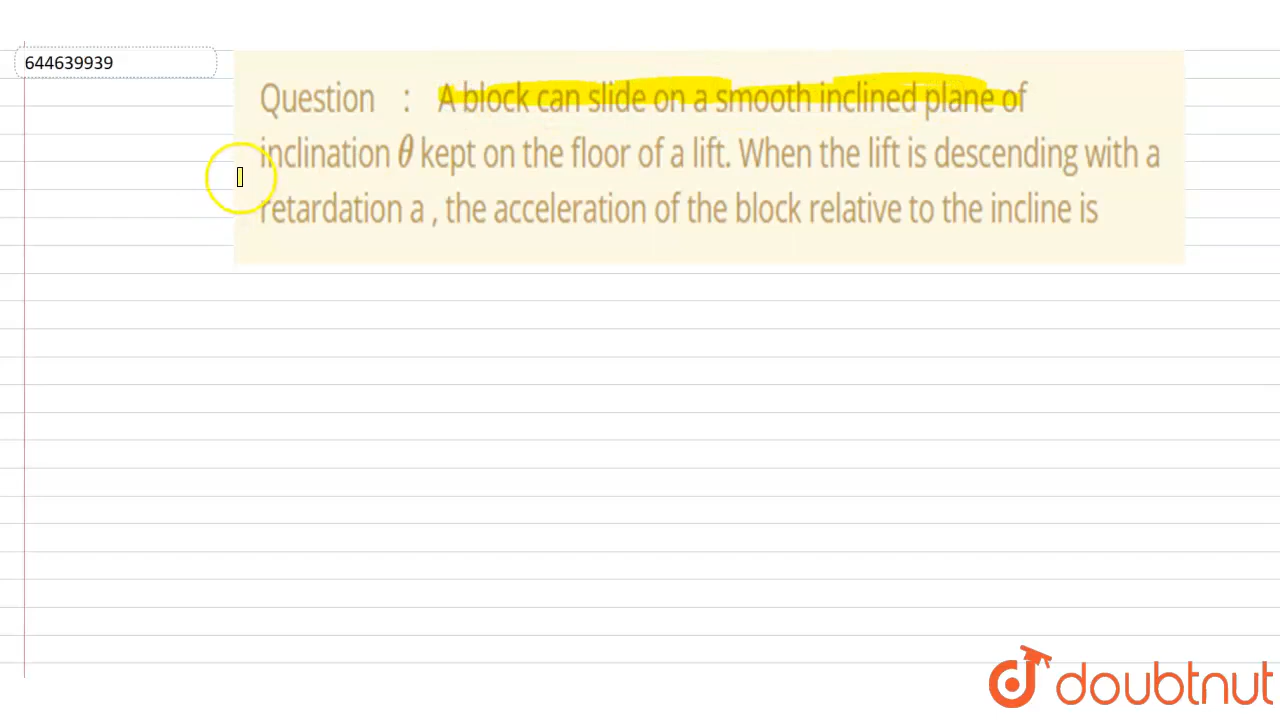 644639939
Question : A block can slide on a smooth inclined plane of
inclination θ kept on the floor of a lift. When the lift is descending with a
retardation a , the acceleration of the block relative to the incline is
doubtnut